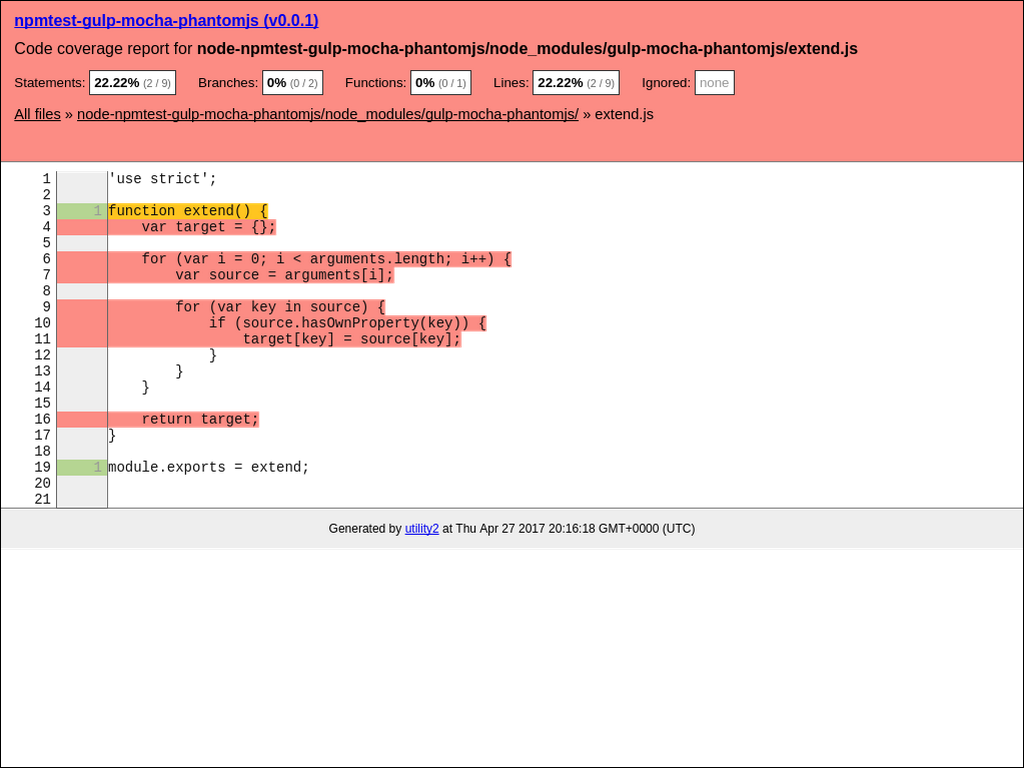 npmtest-gulp-mocha-phantomjs (v0.0.1)
Code coverage report for node-npmtest-gulp-mocha-phantomjs/node_modules/gulp-mocha-phantomjs/extend.js
Statements: 22.22% (2 / 9) Branches: 0% (0 / 2) Functions: 0% (0 / 1) Lines: 22.22% (2 / 9) Ignored: none
All files » node-npmtest-gulp-mocha-phantomjs/node_modules/gulp-mocha-phantomjs/ » extend.js
1 'use strict';
2
3 1 function extend() {
4     var target = {};
5
6     for (var i = 0; i < arguments.length; i++) {
7         var source = arguments[i];
8
9         for (var key in source) {
10             if (source.hasOwnProperty(key)) {
11                 target[key] = source[key];
12             }
13         }
14     }
15
16     return target;
17 }
18
19 1 module.exports = extend;
20
21
Generated by utility2 at Thu Apr 27 2017 20:16:18 GMT+0000 (UTC)